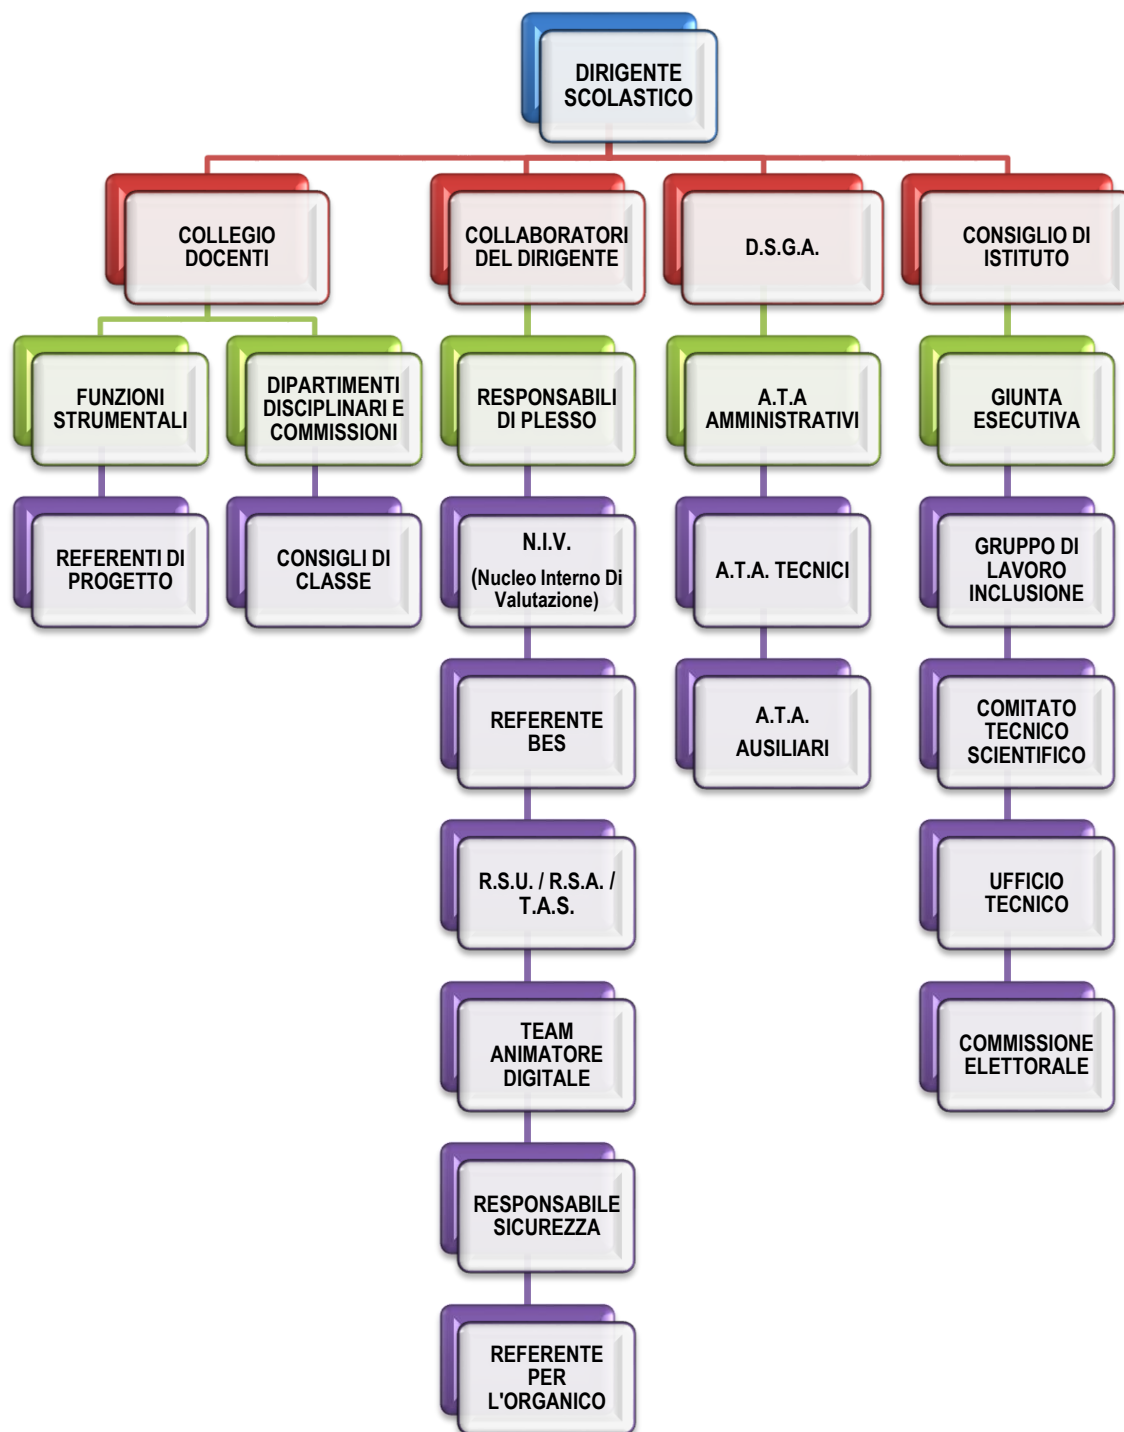 DIRIGENTE
SCOLASTICO
COLLEGIO
DOCENTI
COLLABORATORI
DEL DIRIGENTE
D.S.G.A.
CONSIGLIO DI
ISTITUTO
FUNZIONI
STRUMENTALI
DIPARTIMENTI
DISCIPLINARI E
COMMISSIONI
RESPONSABILI
DI PLESSO
A.T.A
AMMINISTRATIVI
GIUNTA
ESECUTIVA
REFERENTI DI
PROGETTO
CONSIGLI DI
CLASSE
N.I.V.
(Nucleo Interno Di
Valutazione)
A.T.A. TECNICI
GRUPPO DI
LAVORO
INCLUSIONE
REFERENTE
BES
A.T.A.
AUSILIARI
COMITATO
TECNICO
SCIENTIFICO
R.S.U. / R.S.A. /
T.A.S.
UFFICIO
TECNICO
TEAM
ANIMATORE
DIGITALE
COMMISSIONE
ELETTORALE
RESPONSABILE
SICUREZZA
REFERENTE
PER
L'ORGANICO